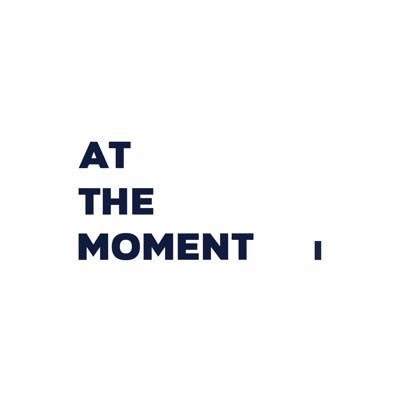 AT
THE
MOMENT I